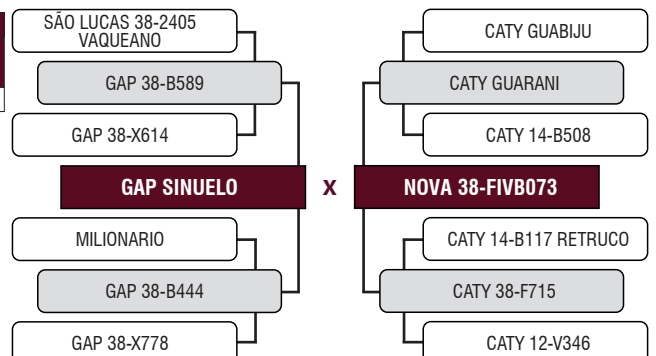 SÃO LUCAS 38-2405
VAQUEANO
GAP 38-B589
GAP 38-X614
GAP SINUELO
MILIONARIO
GAP 38-B444
GAP 38-X778
X
CATY GUABIJU
CATY GUARANI
CATY 14-B508
NOVA 38-FIVB073
CATY 14-B117 RETRUCO
CATY 38-F715
CATY 12-V346